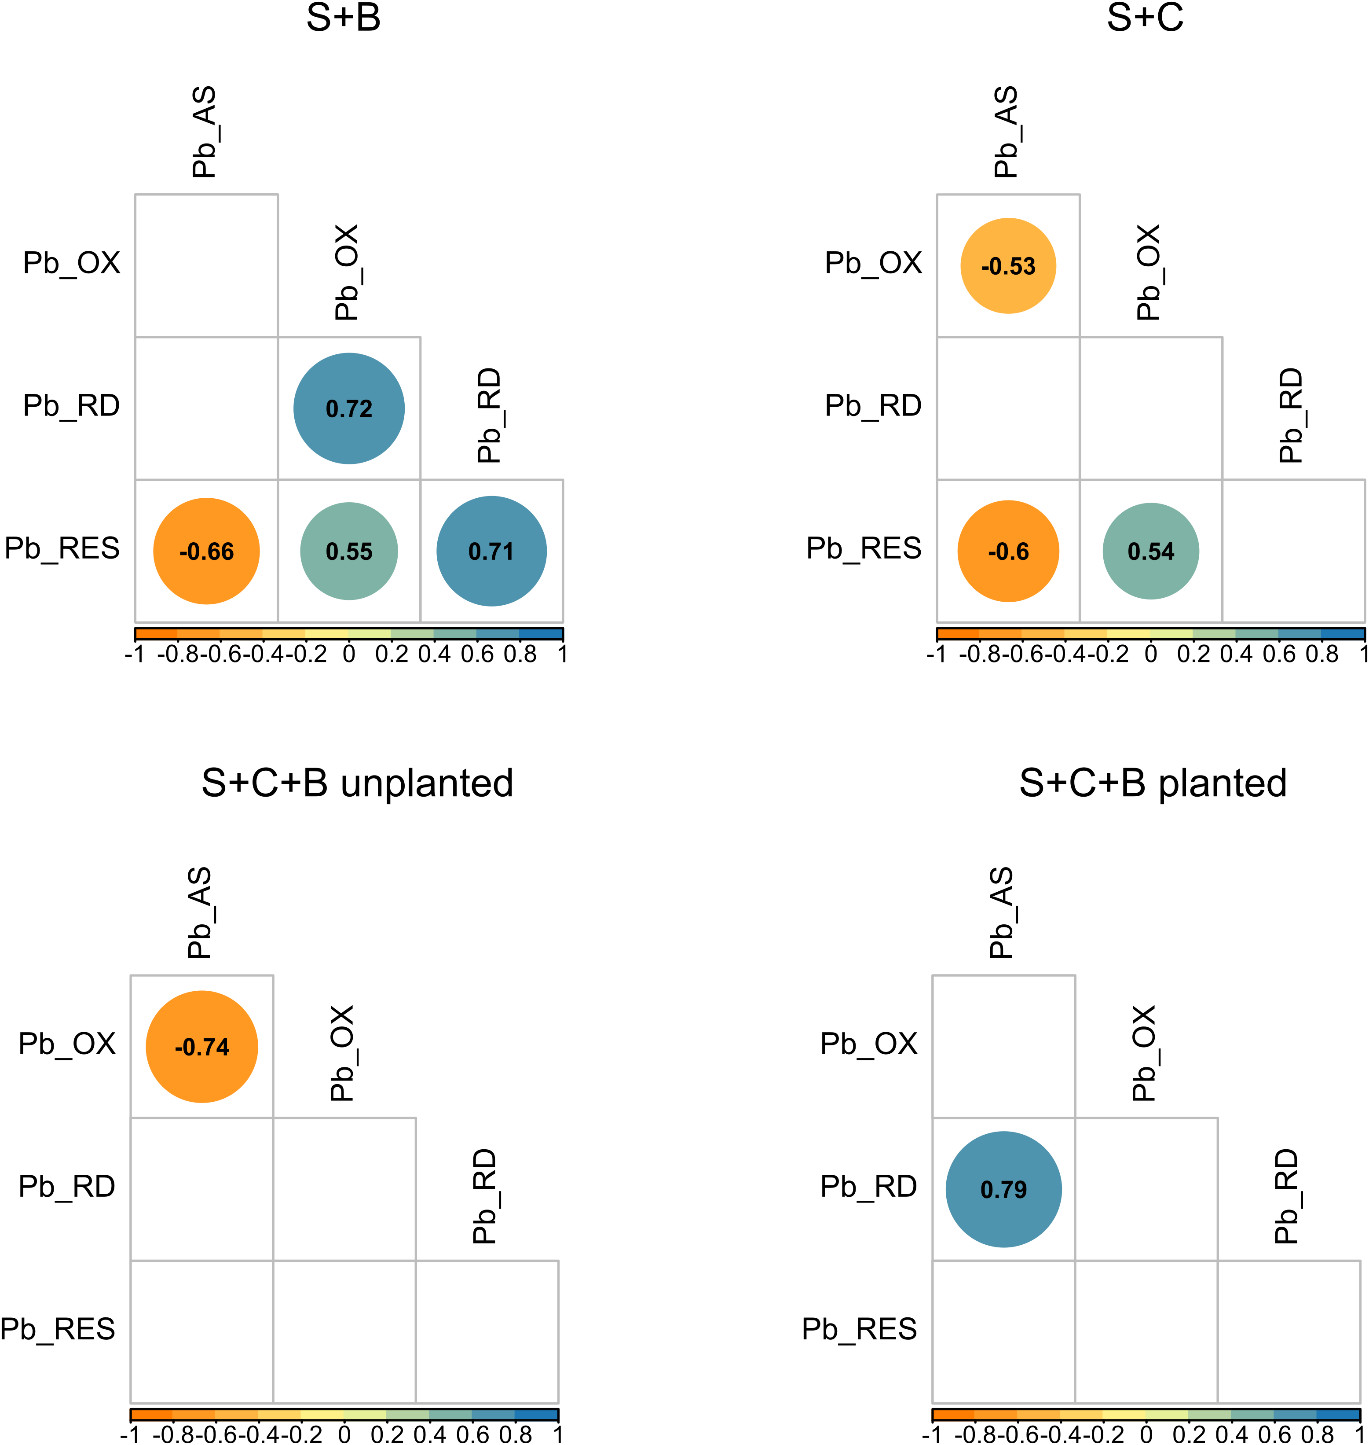 S+B
Pb_AS
Pb_OX
Pb_OX
Pb_RD
0.72
Pb_RD
Pb_RES
-0.66 0.55 0.71
-1 -0.8 -0.6 -0.4 -0.2 0 0.2 0.4 0.6 0.8 1
S+C
Pb_AS
Pb_OX
-0.53
Pb_OX
Pb_RD
Pb_RD
Pb_RES
-0.6 0.54
-1 -0.8 -0.6 -0.4 -0.2 0 0.2 0.4 0.6 0.8 1
S+C+B unplanted
Pb_AS
Pb_OX
-0.74
Pb_OX
Pb_RD
Pb_RD
Pb_RES
-1 -0.8 -0.6 -0.4 -0.2 0 0.2 0.4 0.6 0.8 1
S+C+B planted
Pb_AS
Pb_OX
Pb_OX
Pb_RD
0.79
Pb_RD
Pb_RES
-1 -0.8 -0.6 -0.4 -0.2 0 0.2 0.4 0.6 0.8 1